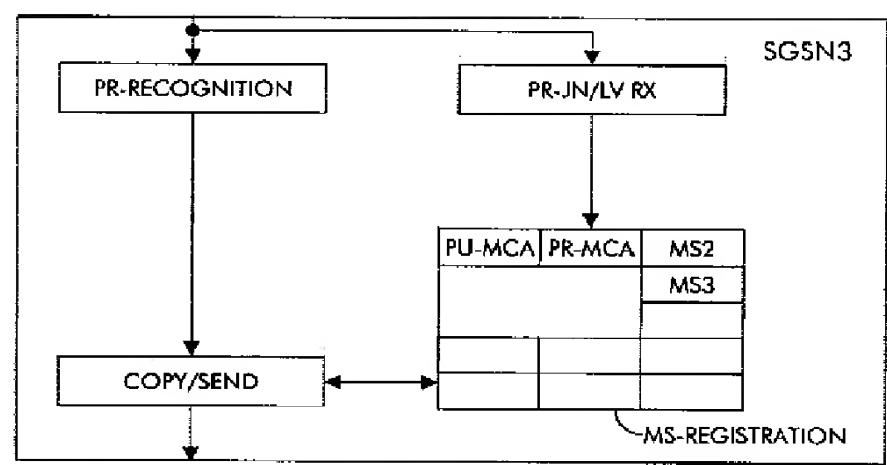 SGSN3
PR-RECOGNITION
PR-JN/LV RX
PU-MCA PR-MCA MS2
MS3
COPY/SEND
MS-REGISTRATION